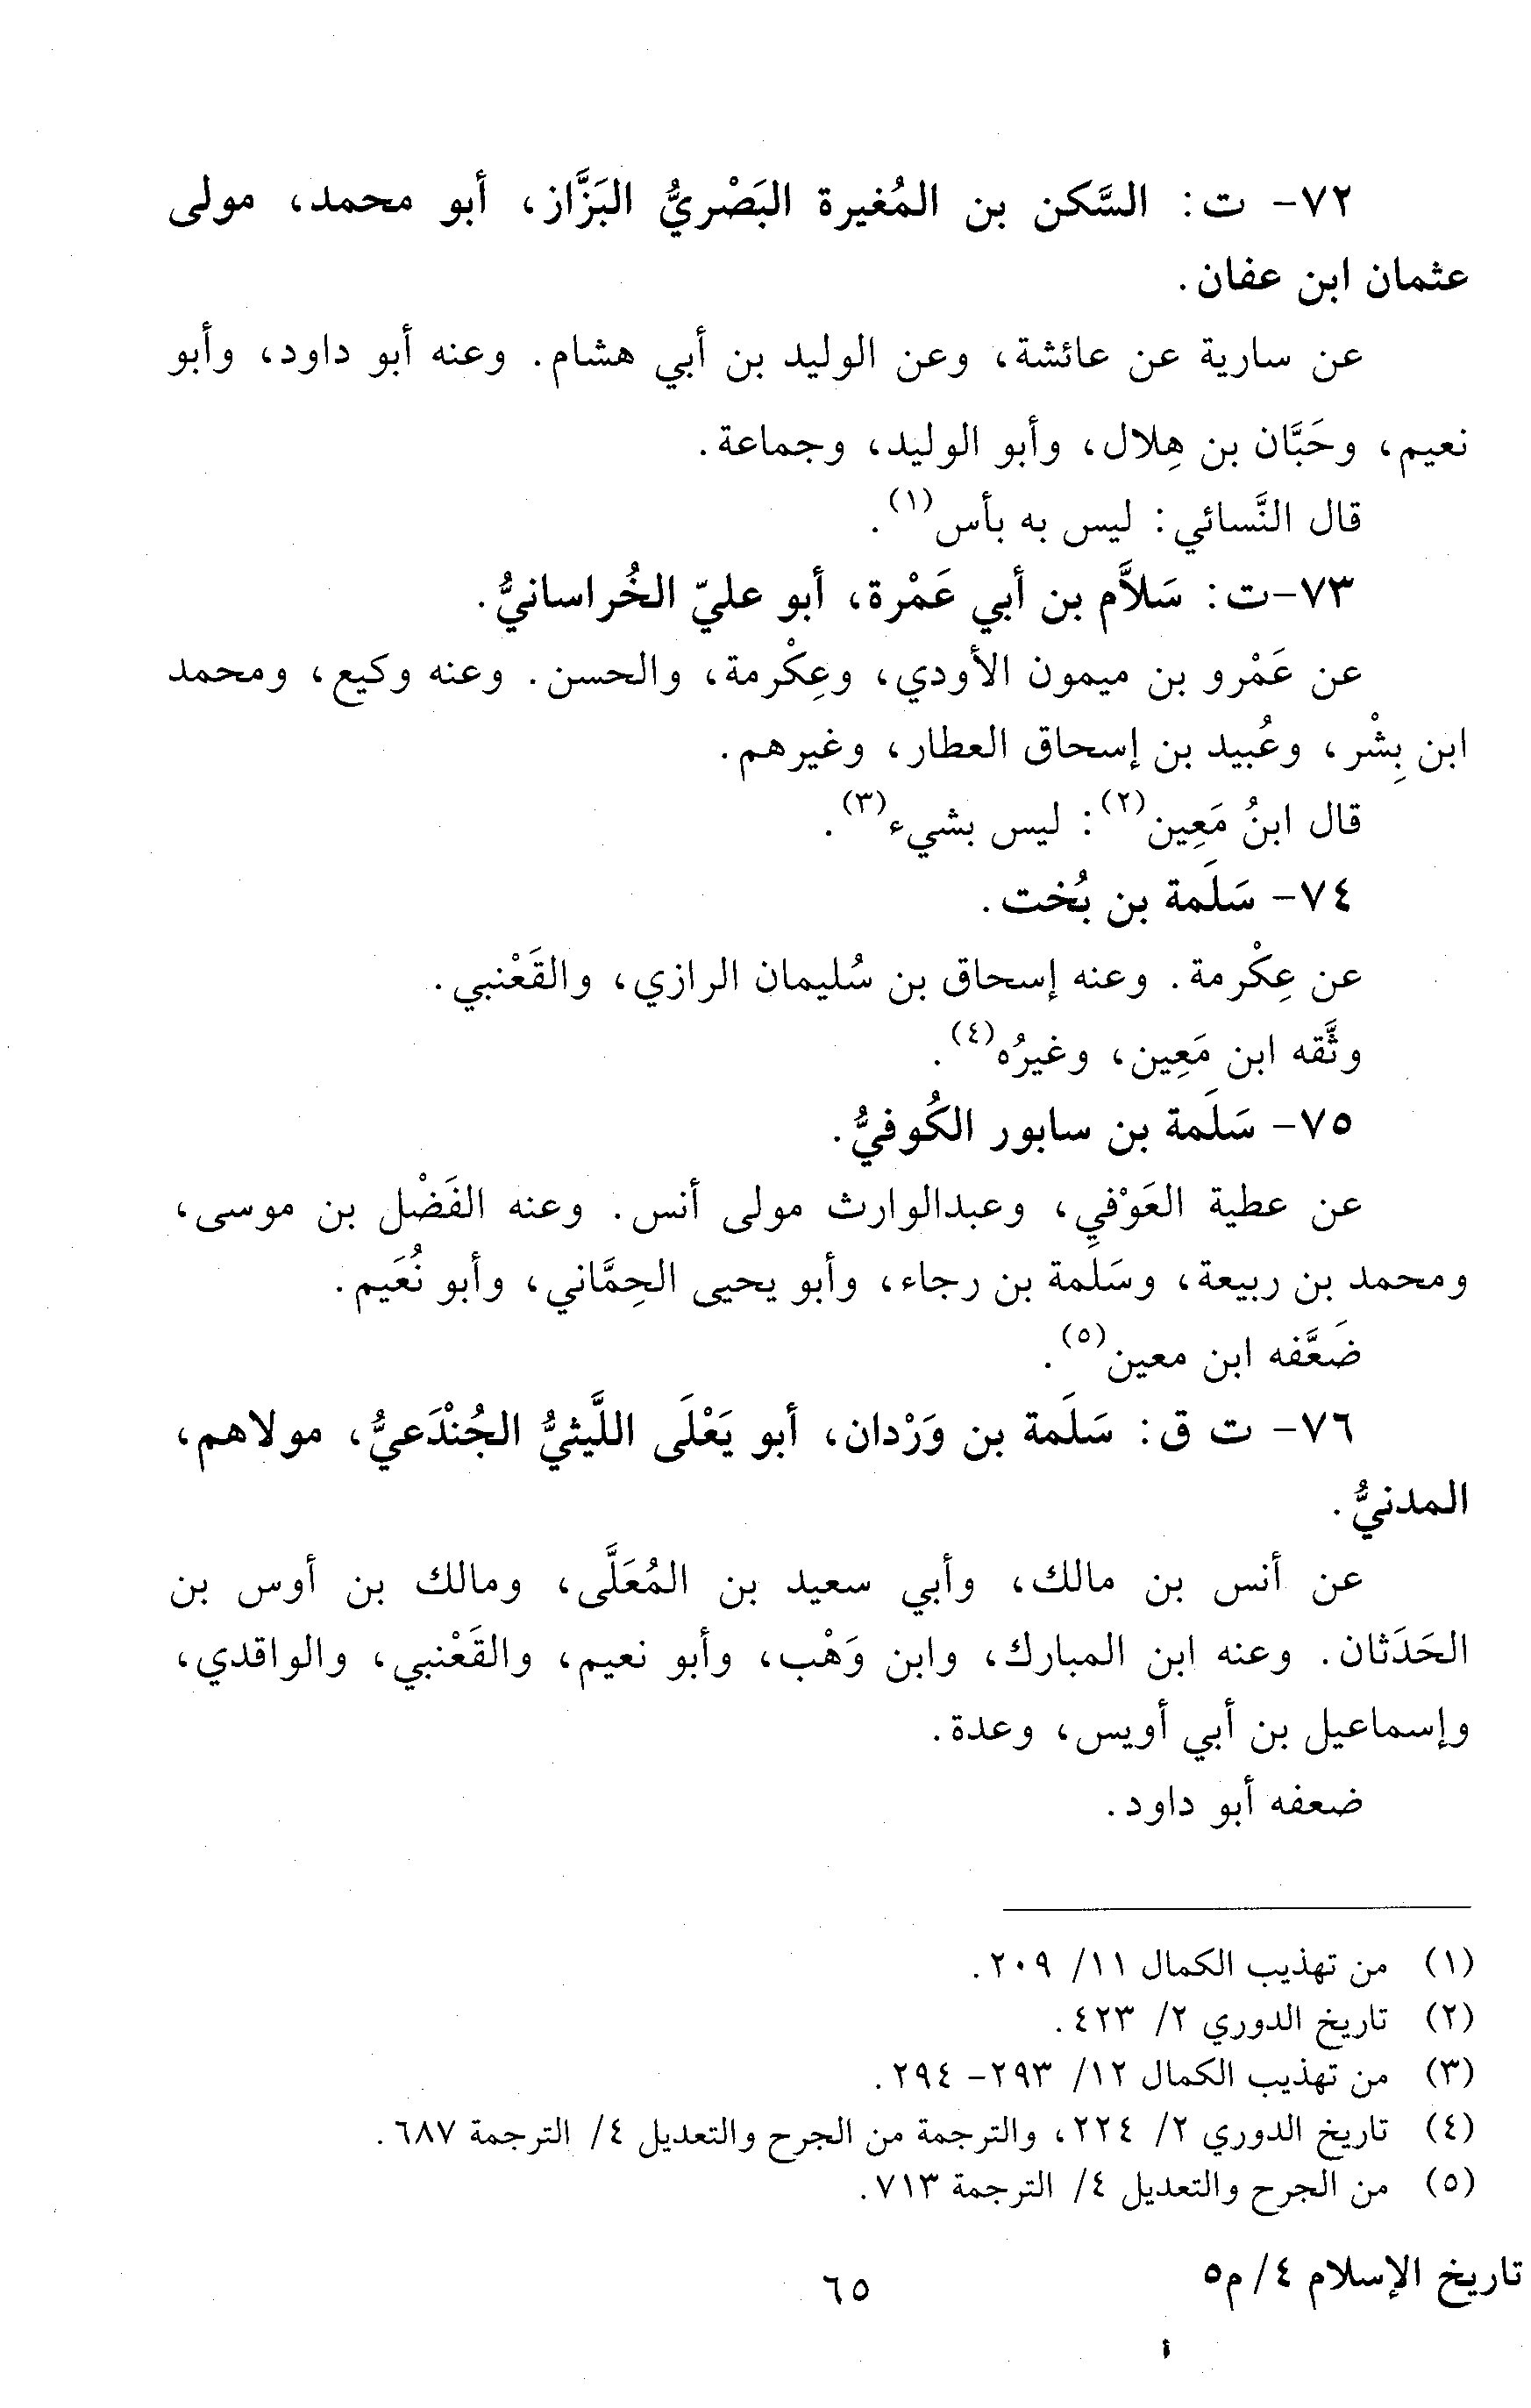 ٧٢- ت: السَّكن بن المُغيرة البَصْريُّ البَزَّاز، أبو محمد، مولى
عثمان ابن عفان.
عن سارية عن عائشة، وعن الوليد بن أبي هشام. وعنه أبو داود، وأبو
نعيم، وحَبَّان بن هِلال، وأبو الوليد، وجماعة.
قال النَّسائي: ليس به بأس(١).
٧٣-ت: سَلاَّم بن أبي عَمْرة، أبو عليّ الخُراسانيُّ.
عن عَمْرو بن ميمون الأودي، وعِكْرمة، والحسن. وعنه وكيع، ومحمد
ابن بِشْر، وعُبيد بن إسحاق العطار، وغيرهم.
قال ابنُ مَعِين(٢): ليس بشيء(٣).
٧٤- سَلَمة بن بُخت.
عن عِكْرمة. وعنه إسحاق بن سُليمان الرازي، والقَعْنبي.
وثَّقه ابن مَعِين، وغيرُه(٤).
٧٥- سَلَمة بن سابور الكُوفيُّ.
عن عطية العَوْفيِ، وعبدالوارث مولى أنس. وعنه الفَضْل بن موسى،
ومحمد بن ربيعة، وسَلَمة بن رجاء، وأبو يحيى الحِمَّاني، وأبو نُعَيم.
ضَعَّفه ابن معين(٥).
٧٦- ت ق: سَلَمة بن وَرْدان، أبو يَعْلَى اللَّيثيُّ الجُنْدَعيُّ، مولاهم،
المدنيُّ.
عن أنس بن مالك، وأبي سعيد بن المُعَلَّى، ومالك بن أوس بن
الحَدَثان. وعنه ابن المبارك، وابن وَهْب، وأبو نعيم، والقَعْنبي، والواقدي،
وإسماعيل بن أبي أويس، وعدة.
ضعفه أبو داود.
(١) من تهذيب الكمال ١١/ ٢٠٩.
(٢) تاريخ الدوري ٢/ ٤٢٣.
(٣) من تهذيب الكمال ١٢/ ٢٩٣- ٢٩٤.
(٤) تاريخ الدوري ٢/ ٢٢٤، والترجمة من الجرح والتعديل ٤/ الترجمة ٦٨٧.
(٥) من الجرح والتعديل ٤/ الترجمة ٧١٣.
تاريخ الإسلام ٤/ م٥
٦٥
أ